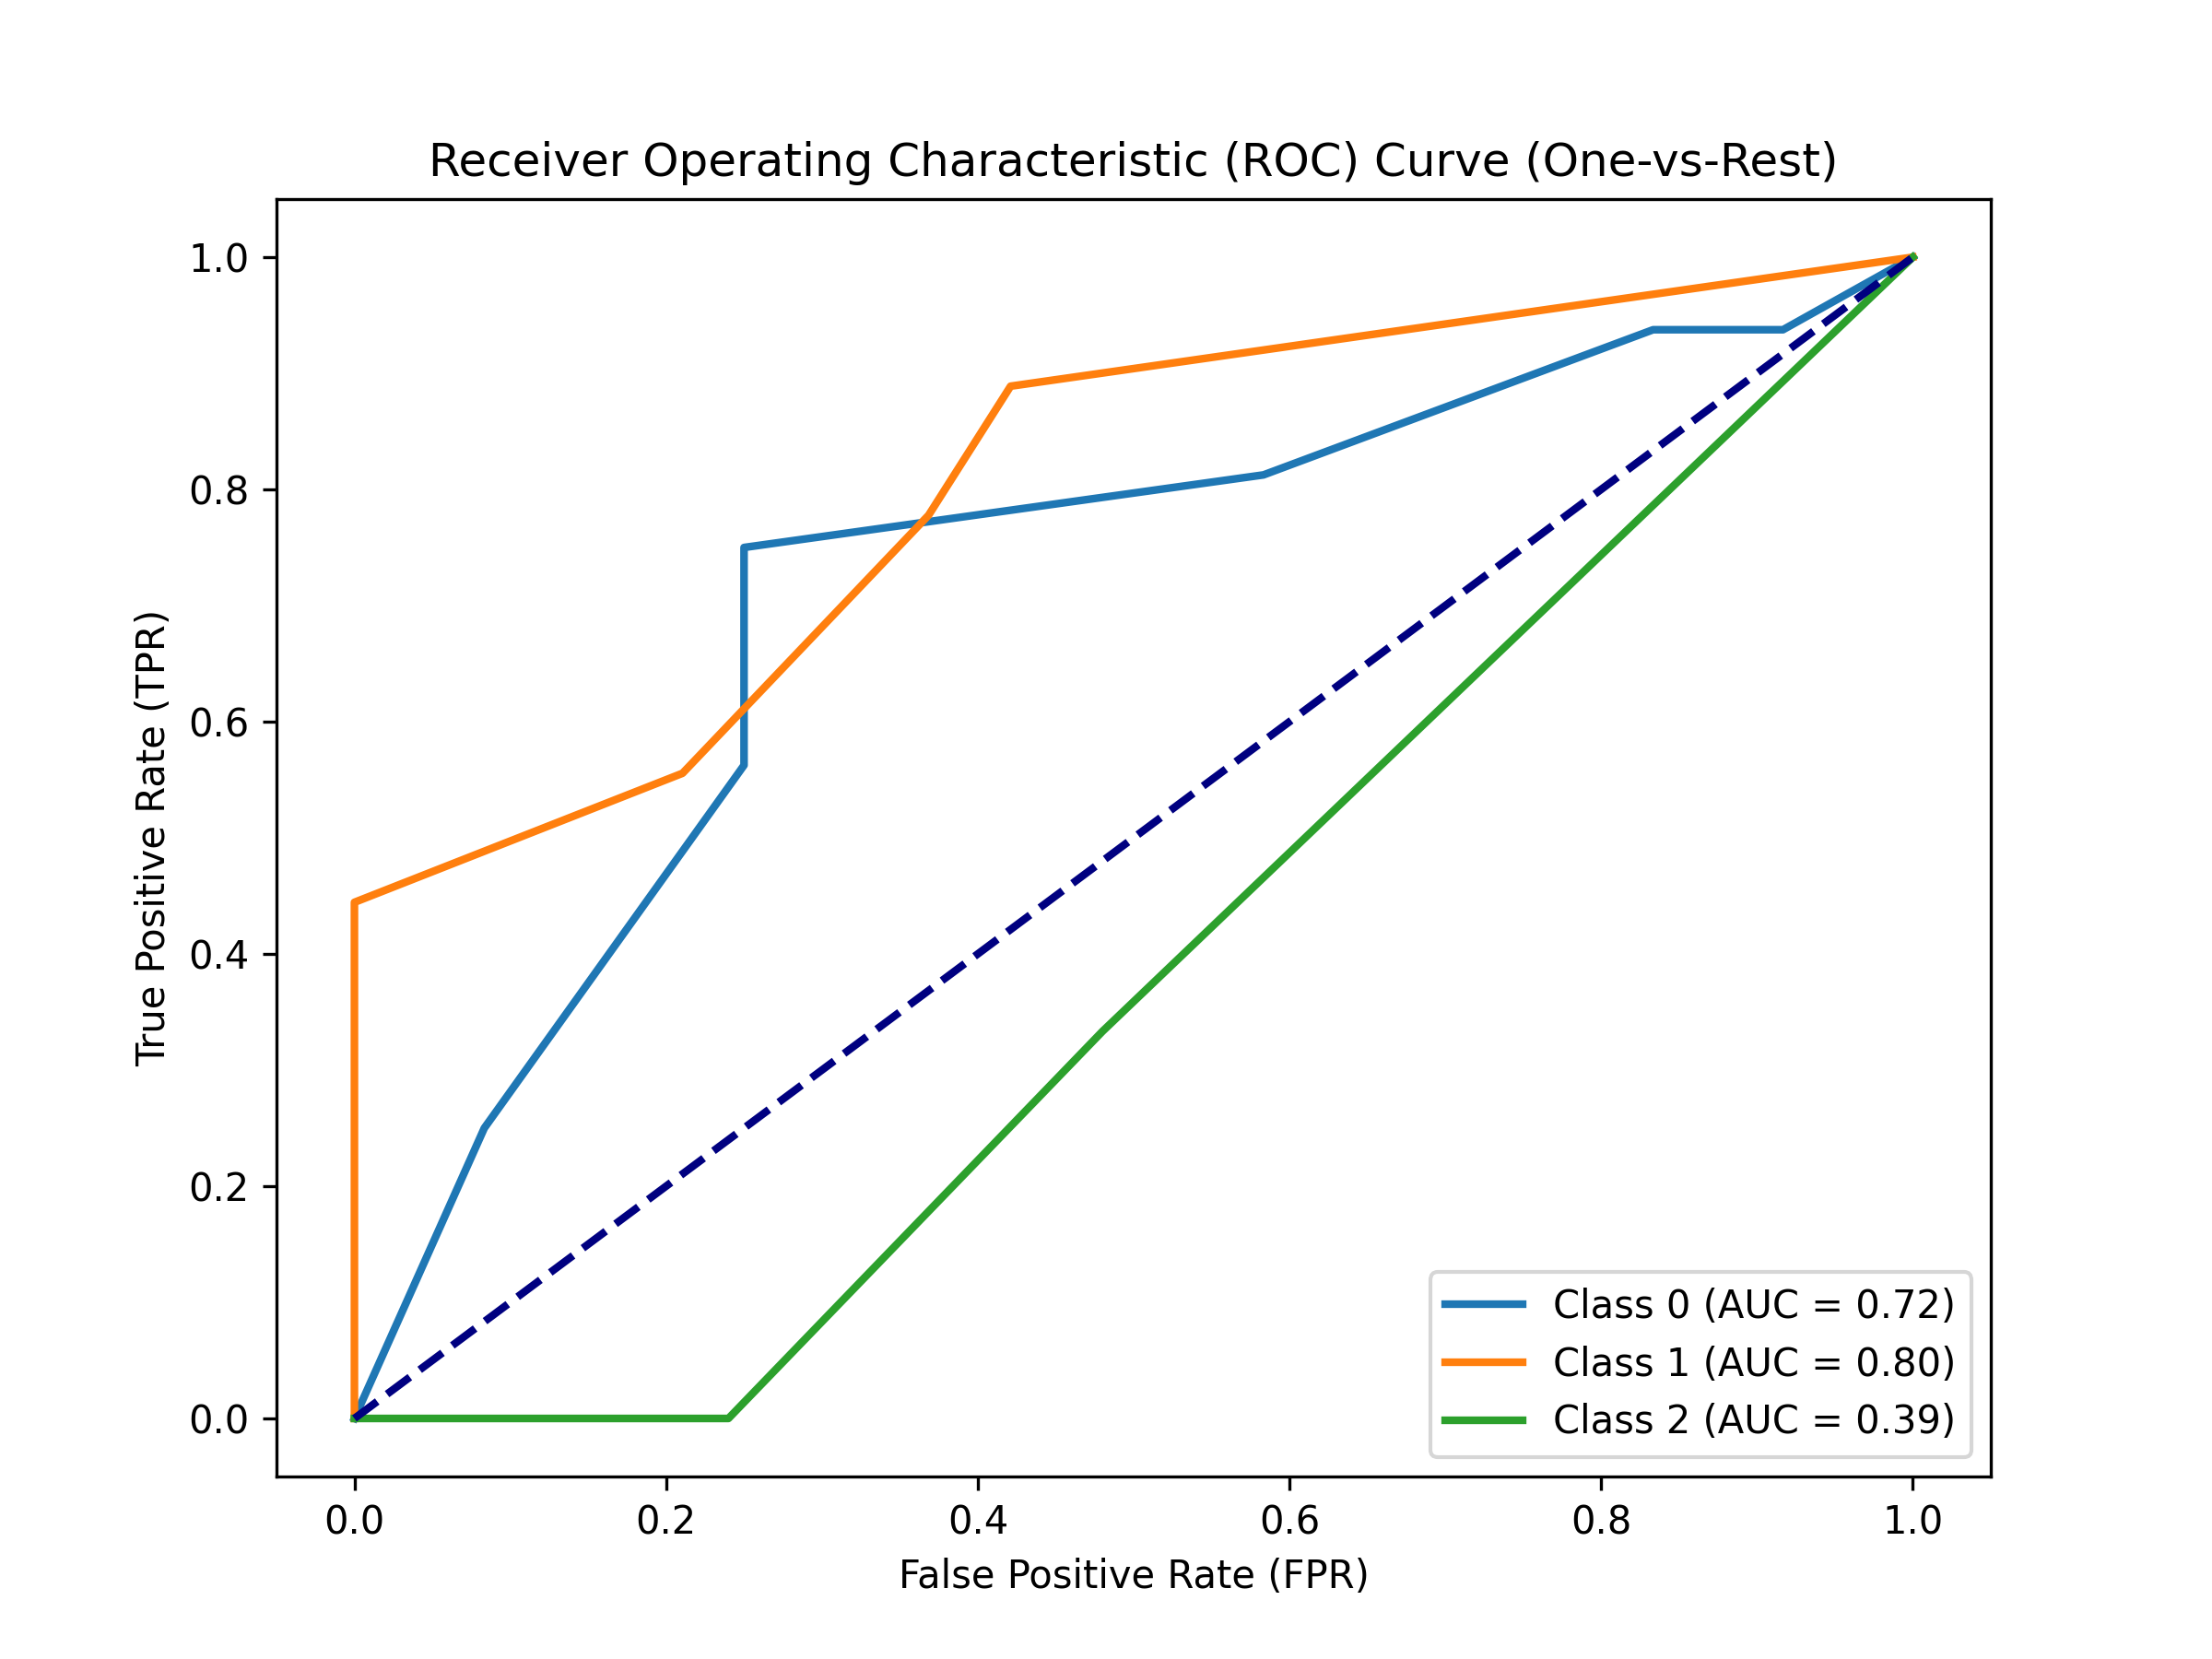 Receiver Operating Characteristic (ROC) Curve (One-vs-Rest)
True Positive Rate (TPR)
1.0
0.8
0.6
0.4
0.2
0.0
Class 0 (AUC = 0.72)
Class 1 (AUC = 0.80)
Class 2 (AUC = 0.39)
0.0 0.2 0.4 0.6 0.8 1.0
False Positive Rate (FPR)